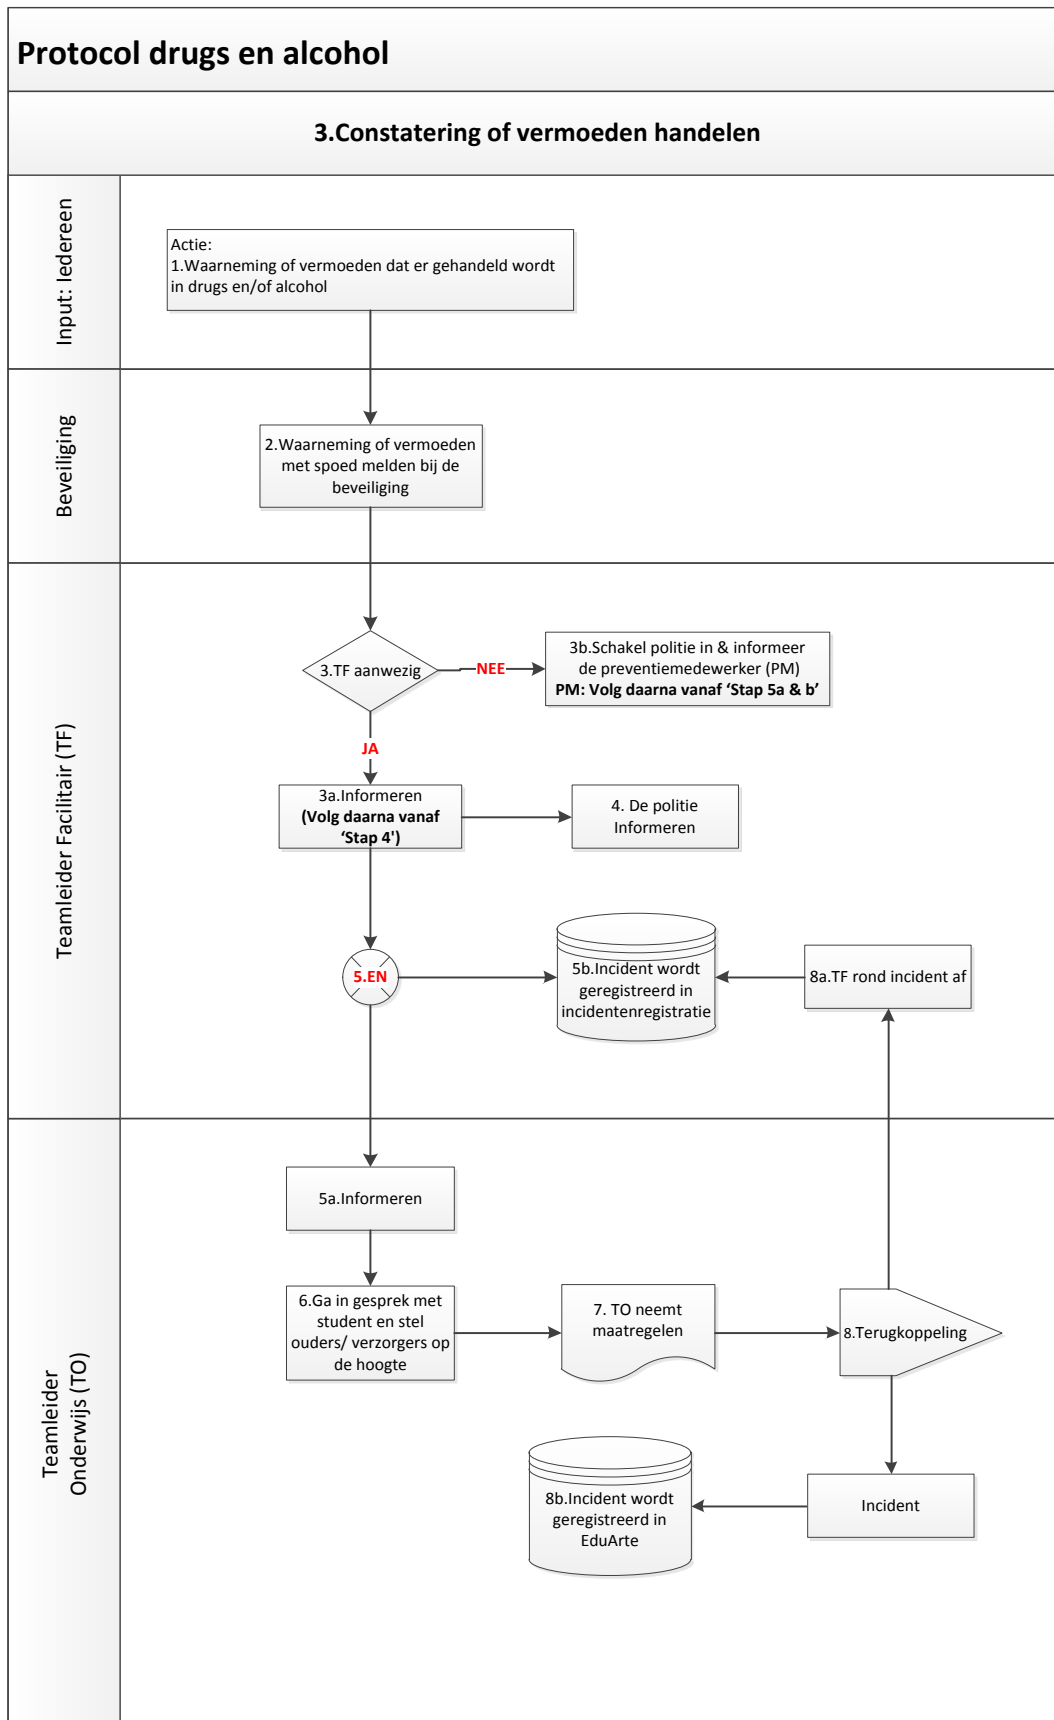 Protocol drugs en alcohol
3.Constatering of vermoeden handelen
Input: Iedereen
Actie:
1.Waarneming of vermoeden dat er gehandeld wordt
in drugs en/of alcohol
Beveiliging
2.Waarneming of vermoeden
met spoed melden bij de
beveiliging
Teamleider Facilitair (TF)
3.TF aanwezig
NEE
3b.Schakel politie in & informeer
de preventiemedewerker (PM)
PM: Volg daarna vanaf ‘Stap 5a & b’
JA
3a.Informeren
(Volg daarna vanaf
‘Stap 4')
4. De politie
Informeren
5.EN
5b.Incident wordt
geregistreerd in
incidentenregistratie
8a.TF rond incident af
Teamleider
Onderwijs (TO)
5a.Informeren
6.Ga in gesprek met
student en stel
ouders/ verzorgers op
de hoogte
7. TO neemt
maatregelen
8.Terugkoppeling
8b.Incident wordt
geregistreerd in
EduArte
Incident